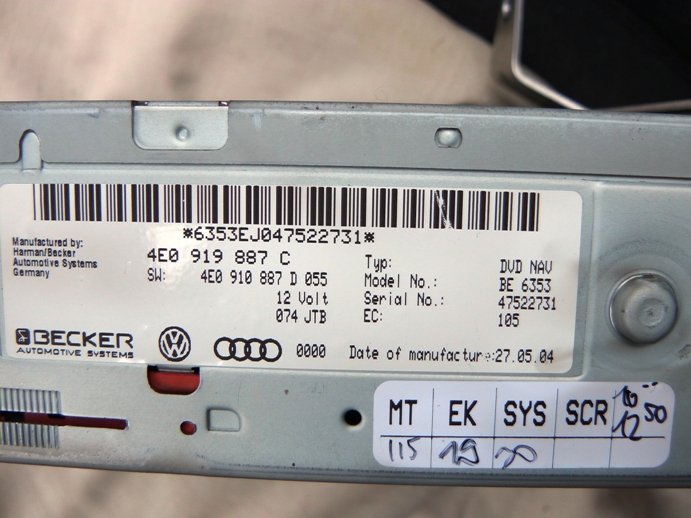 *6353EJ047522731*
Manufactured by:
Harman/Becker
Automotive Systems
Germany
4E0 919 887 C
SW: 4E0 910 887 D 055
12 Volt
074 JTB
Typ: DVD NAV
Model No.: BE 6353
Serial No.: 47522731
EC: 105
BECKER
AUTOMOTIVE SYSTEMS
0000
Date of manufacture:27.05.04
MT EK SYS SCR
115
12 50